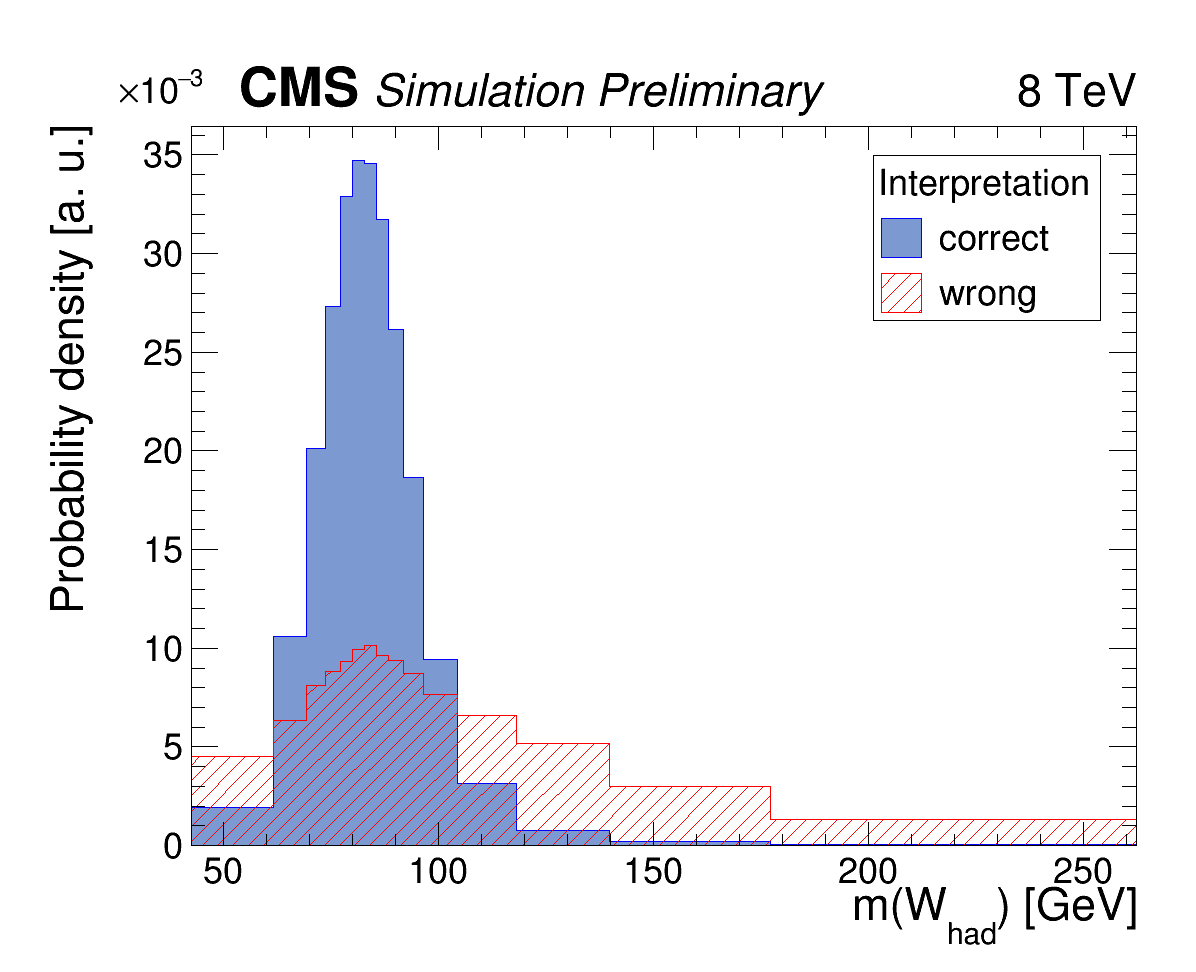 ×10⁻³ CMS Simulation Preliminary 8 TeV
Probability density [a. u.]
35
30
25
20
15
10
5
0
Interpretation
correct
wrong
50 100 150 200 250
m(W_had) [GeV]